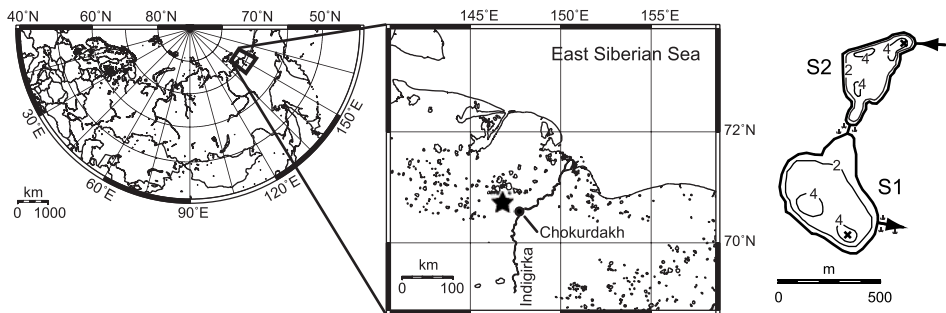 40˚N 60˚N 80˚N 70˚N 50˚N
30˚E
60˚E
90˚E
120˚E
150˚E
km
0 1000
145˚E 150˚E 155˚E
East Siberian Sea
72˚N
70˚N
Chokurdakh
Indigirka
km
0 100
S2
4
4
2
4
S1
2
4
4
m
0 500